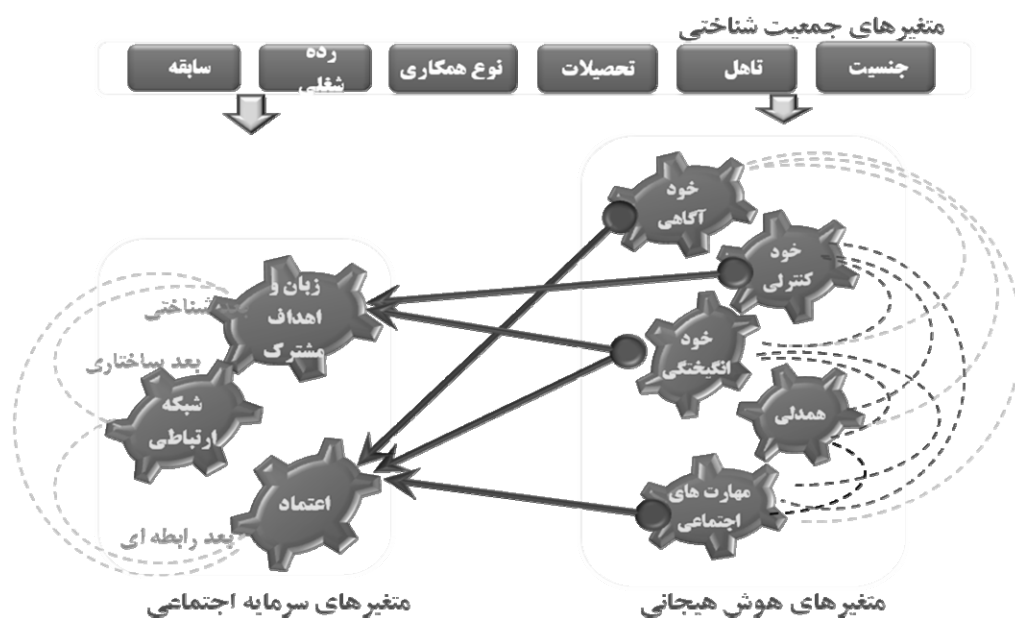 متغیرهای جمعیت شناختی
جنسیت
تاهل
تحصیلات
نوع همکاری
رده
شغلی
سابقه
خود
آگاهی
خود
کنترلی
خود
انگیختگی
همدلی
مهارت های
اجتماعی
زبان و
اهداف
مشترک
بعد شناختی
بعد ساختاری
شبکه
ارتباطی
اعتماد
بعد رابطه ای
متغیرهای هوش هیجانی
متغیرهای سرمایه اجتماعی